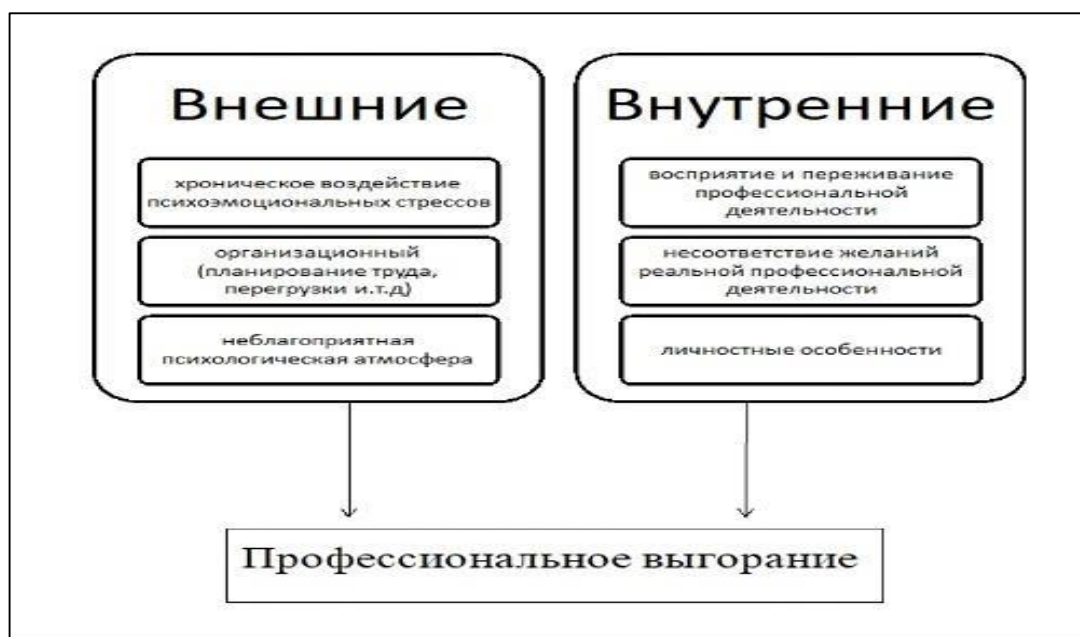 Внешние
хроническое воздействие
психоэмоциональных стрессов
организационный
(планирование труда,
перегрузки и.т.д)
неблагоприятная
психологическая атмосфера
Внутренние
восприятие и переживание
профессиональной
деятельности
несоответствие желаний
реальной профессиональной
деятельности
личностные особенности
Профессиональное выгорание